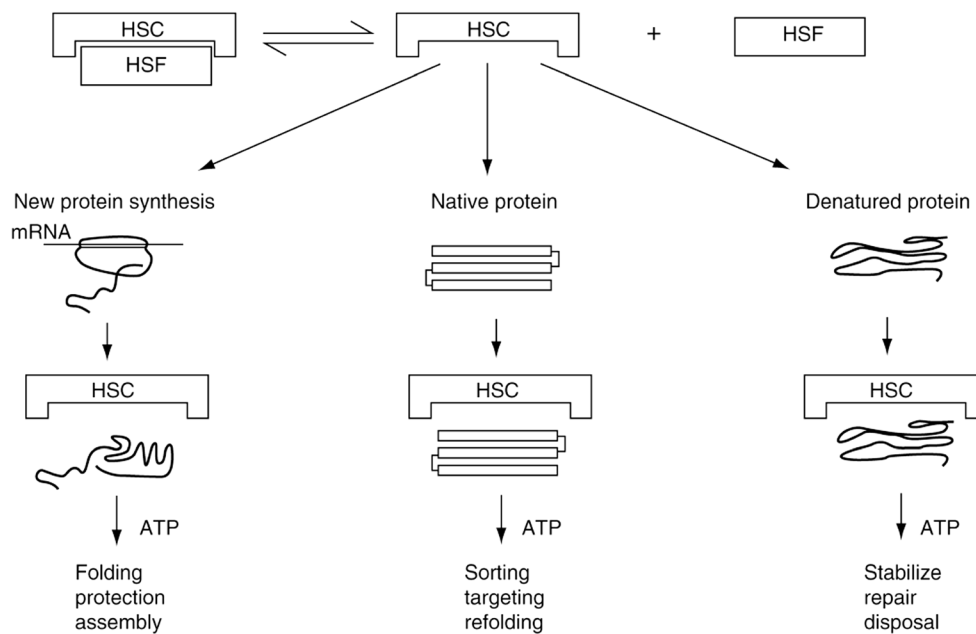 HSC
HSF
HSC
+
HSF
New protein synthesis
mRNA
Native protein
Denatured protein
HSC
HSC
HSC
ATP
ATP
ATP
Folding
protection
assembly
Sorting
targeting
refolding
Stabilize
repair
disposal